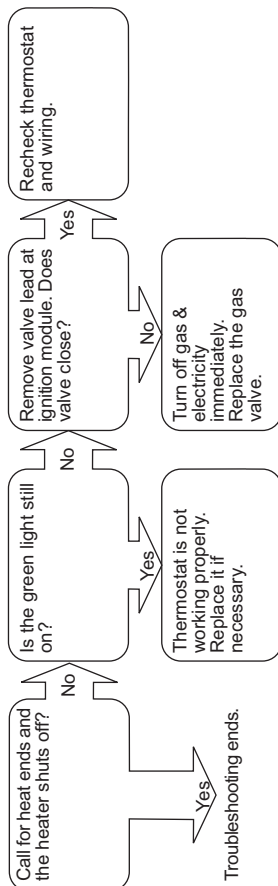 Call for heat ends and
the heater shuts off?
No
Yes
Troubleshooting ends.
Is the green light still
on?
No
Yes
Thermostat is not
working properly.
Replace it if
necessary.
Remove valve lead at
ignition module. Does
valve close?
Yes
No
Turn off gas &
electricity
immediately.
Replace the gas
valve.
Recheck thermostat
and wiring.